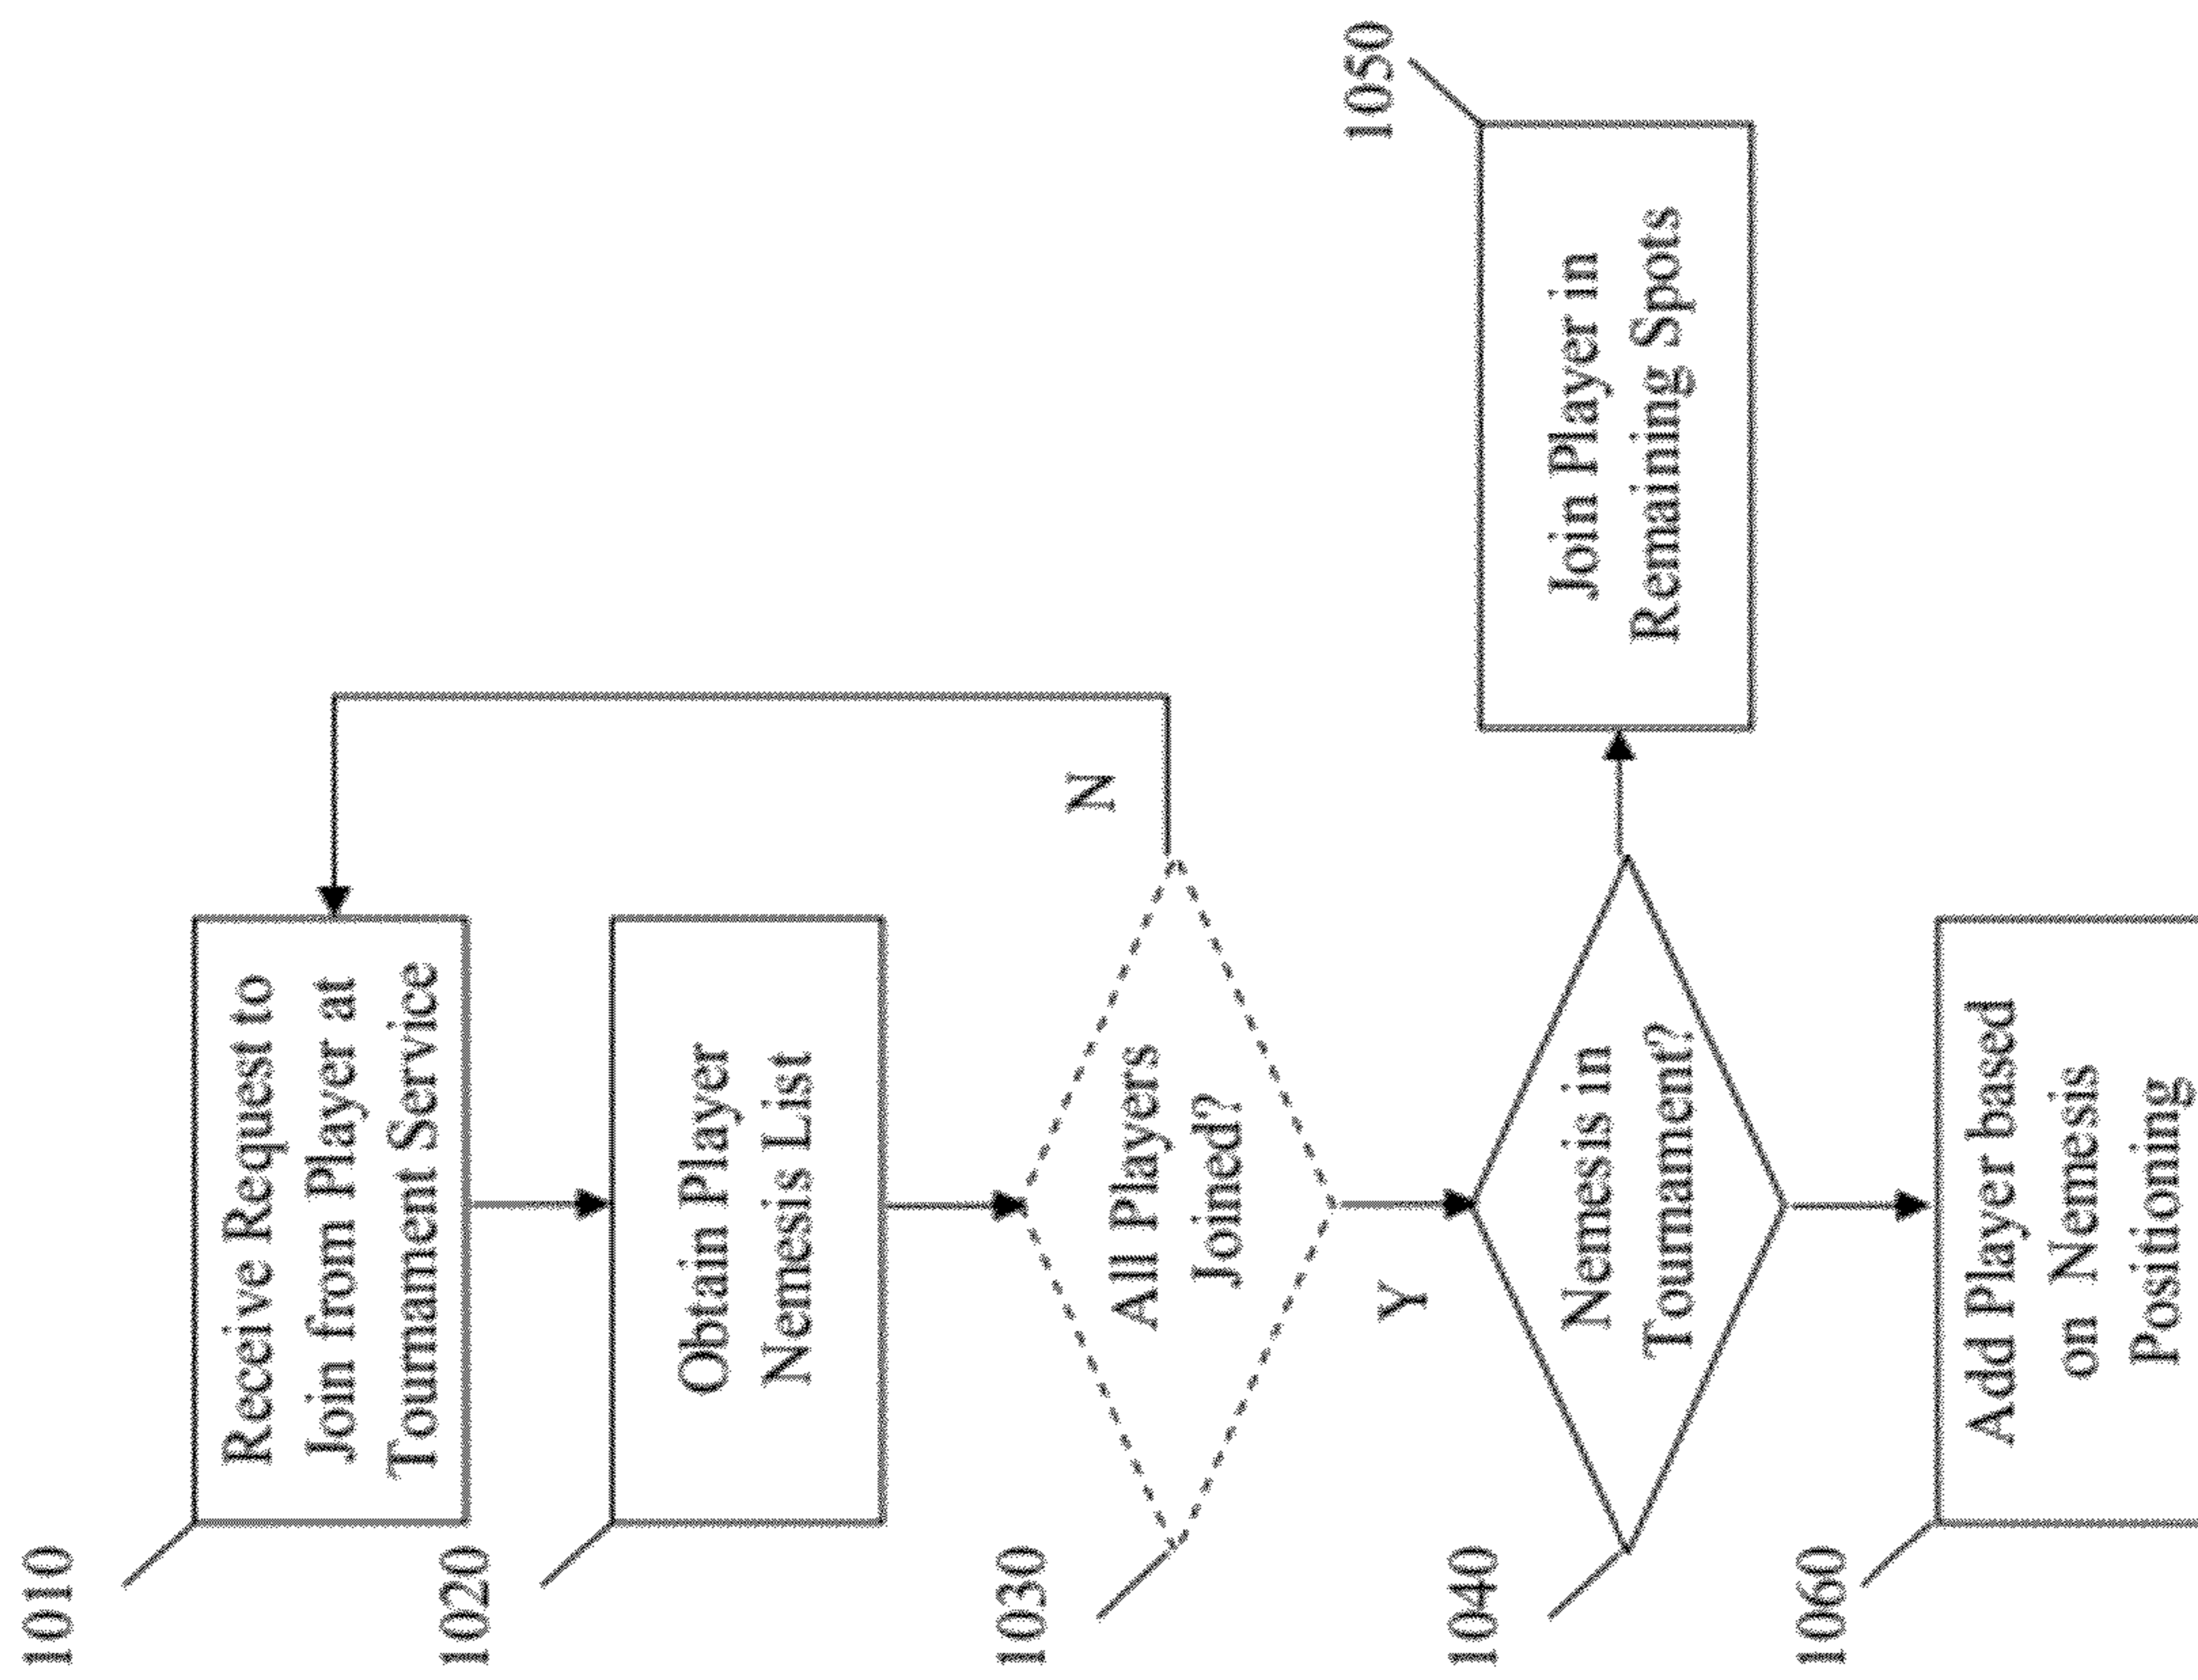 1010
Receive Request to
Join from Player at
Tournament Service
1020
Obtain Player
Nemesis List
1030
All Players
Joined?
N
Y
1040
Nemesis in
Tournament?
1050
Join Player in
Remaining Spots
1060
Add Player based
on Nemesis
Positioning